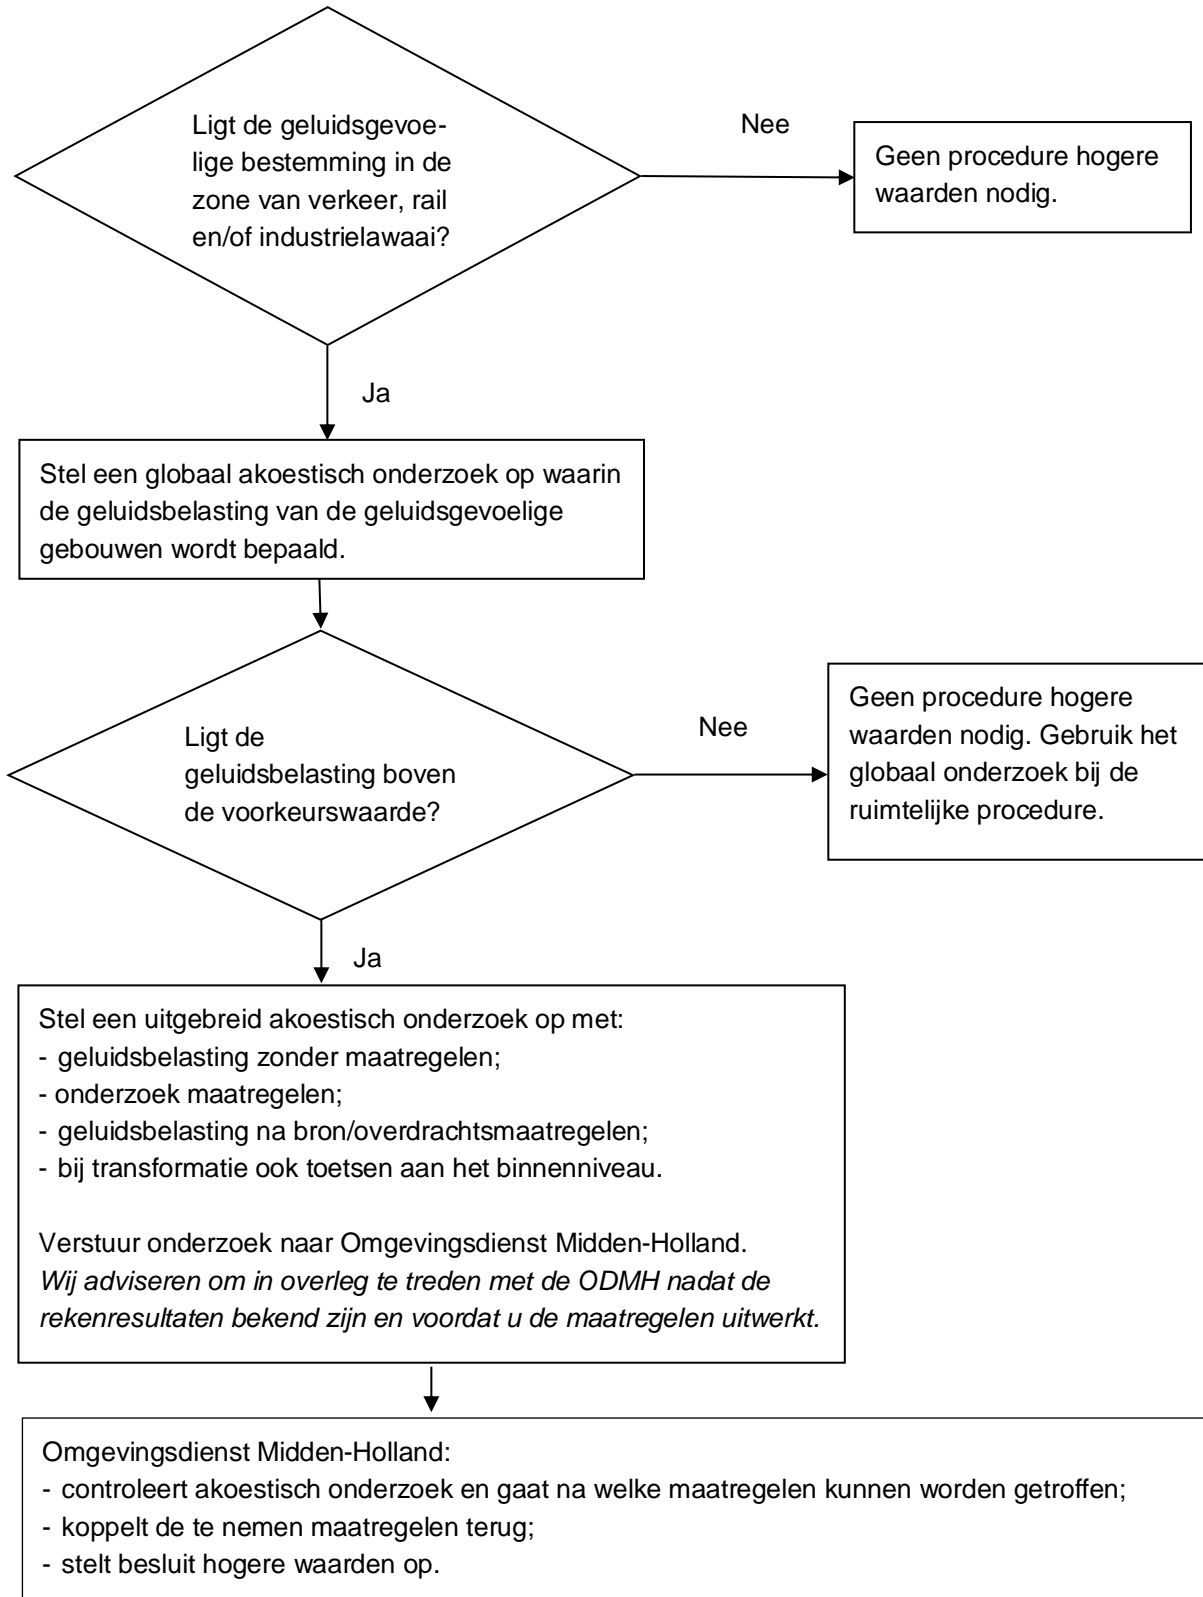 Ligt de geluidsgevoe-
lige bestemming in de
zone van verkeer, rail
en/of industrielawaai?
Nee
Geen procedure hogere
waarden nodig.
Ja
Stel een globaal akoestisch onderzoek op waarin
de geluidsbelasting van de geluidsgevoelige
gebouwen wordt bepaald.
Ligt de
geluidsbelasting boven
de voorkeurswaarde?
Nee
Geen procedure hogere
waarden nodig. Gebruik het
globaal onderzoek bij de
ruimtelijke procedure.
Ja
Stel een uitgebreid akoestisch onderzoek op met:
- geluidsbelasting zonder maatregelen;
- onderzoek maatregelen;
- geluidsbelasting na bron/overdrachtsmaatregelen;
- bij transformatie ook toetsen aan het binnenniveau.
Verstuur onderzoek naar Omgevingsdienst Midden-Holland.
Wij adviseren om in overleg te treden met de ODMH nadat de
rekenresultaten bekend zijn en voordat u de maatregelen uitwerkt.
Omgevingsdienst Midden-Holland:
- controleert akoestisch onderzoek en gaat na welke maatregelen kunnen worden getroffen;
- koppelt de te nemen maatregelen terug;
- stelt besluit hogere waarden op.